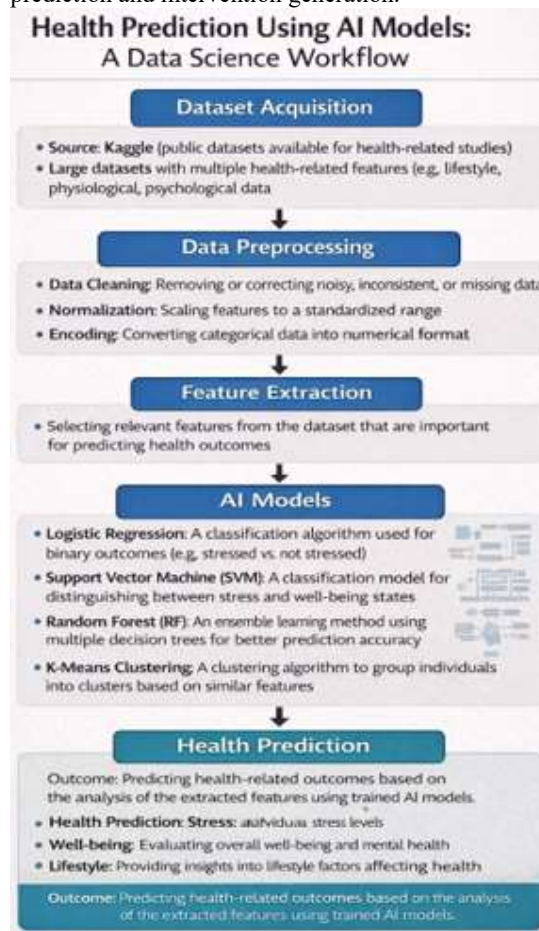 prediction and intervention generation.
Health Prediction Using AI Models:
A Data Science Workflow
Dataset Acquisition
• Source: Kaggle (public datasets available for health-related studies)
• Large datasets with multiple health-related features (e.g, lifestyle,
physiological, psychological data
Data Preprocessing
• Data Cleaning: Removing or correcting noisy, inconsistent, or missing data
• Normalization: Scaling features to a standardized range
• Encoding: Converting categorical data into numerical format
Feature Extraction
• Selecting relevant features from the dataset that are important
for predicting health outcomes
AI Models
• Logistic Regression: A classification algorithm used for
binary outcomes (e.g, stressed vs. not stressed)
• Support Vector Machine (SVM): A classification model for
distinguishing between stress and well-being states
• Random Forest (RF): An ensemble learning method using
multiple decision trees for better prediction accuracy
• K-Means Clustering: A clustering algorithm to group individuals
into clusters based on similar features
Health Prediction
Outcome: Predicting health-related outcomes based on
the analysis of the extracted features using trained AI models.
• Health Prediction: Stress: stress levels
• Well-being: Evaluating overall well-being and mental health
• Lifestyle: Providing insights into lifestyle factors affecting health
Outcome: Predicting health-related outcomes based on the analysis
of the extracted features using trained AI models.